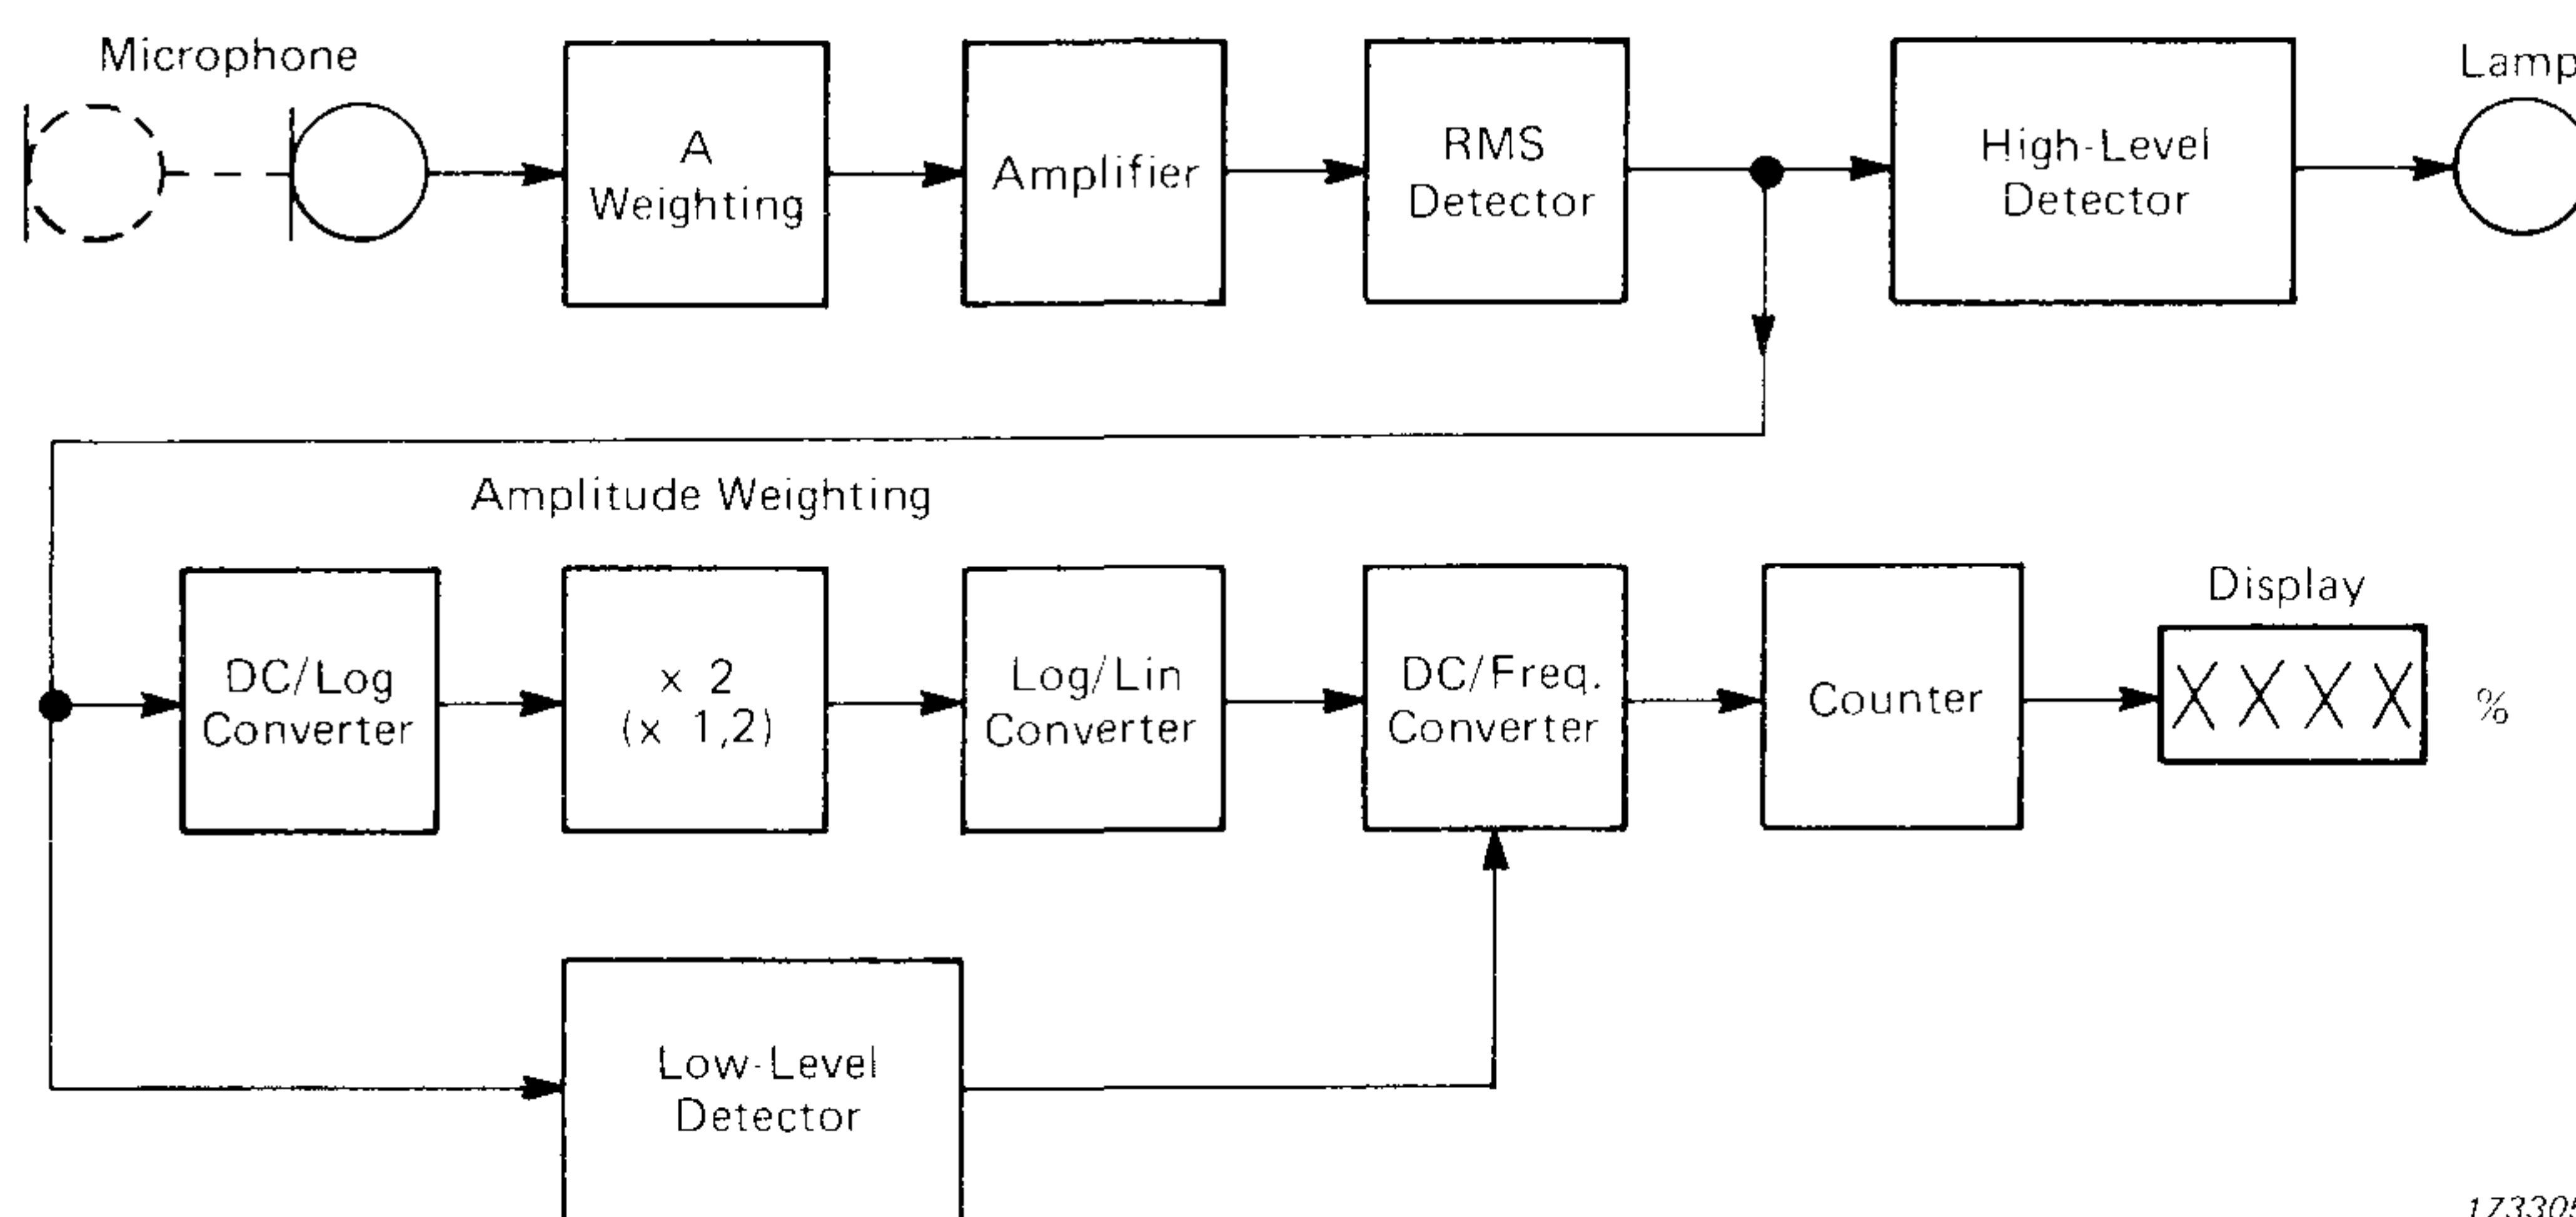 Microphone
A
Weighting
Amplifier
RMS
Detector
High-Level
Detector
Lamp
Amplitude Weighting
DC/Log
Converter
x 2
(x 1,2)
Log/Lin
Converter
DC/Freq.
Converter
Counter
Display
X X X X
%
Low-Level
Detector